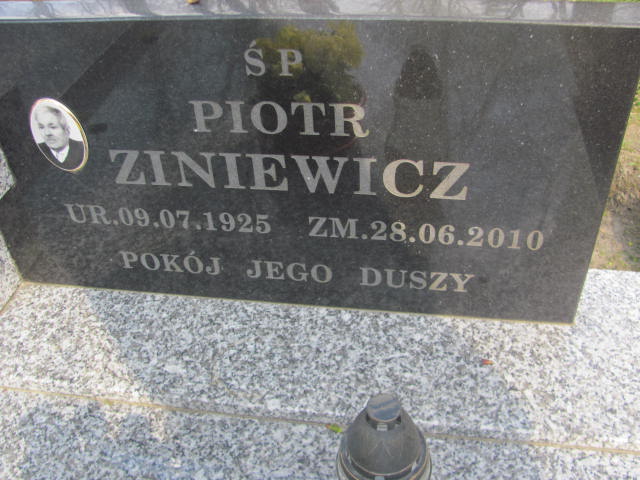 ŚP
PIOTR
ZINIEWICZ
UR.09.07.1925 ZM.28.06.2010
POKÓJ JEGO DUSZY